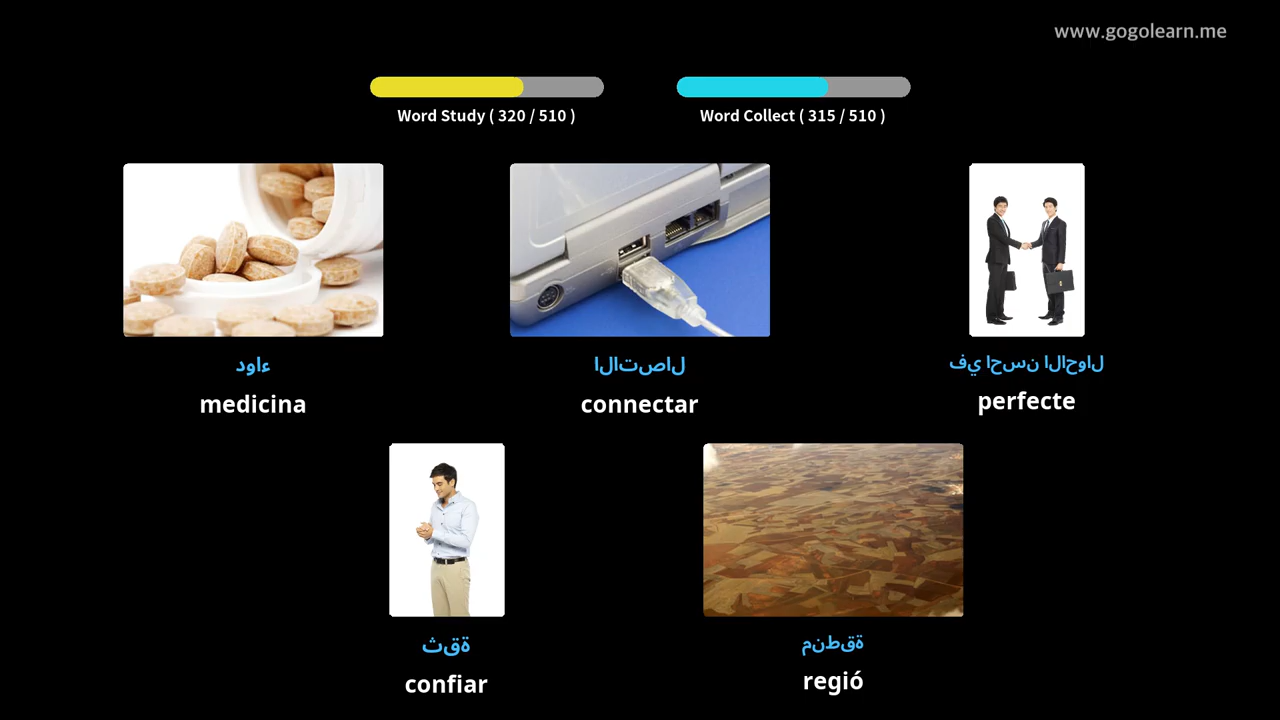 www.gogolearn.me
Word Study ( 320 / 510 )
Word Collect ( 315 / 510 )
دواء
medicina
الاتصال
connectar
في احسن الاحوال
perfecte
ثقة
confiar
منطقة
regió